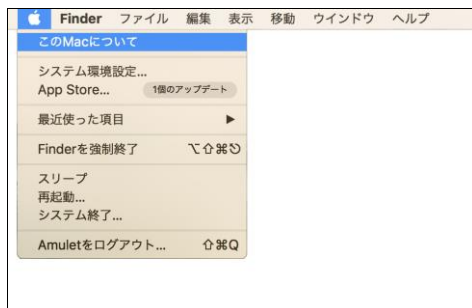 Finder ファイル 編集 表示 移動 ウインドウ ヘルプ
このMacについて
システム環境設定...
App Store... 1個のアップデート
最近使った項目 ▶
Finderを強制終了 ⌥⇧⌘⎋
スリープ
再起動...
システム終了...
Amuletをログアウト... ⇧⌘Q